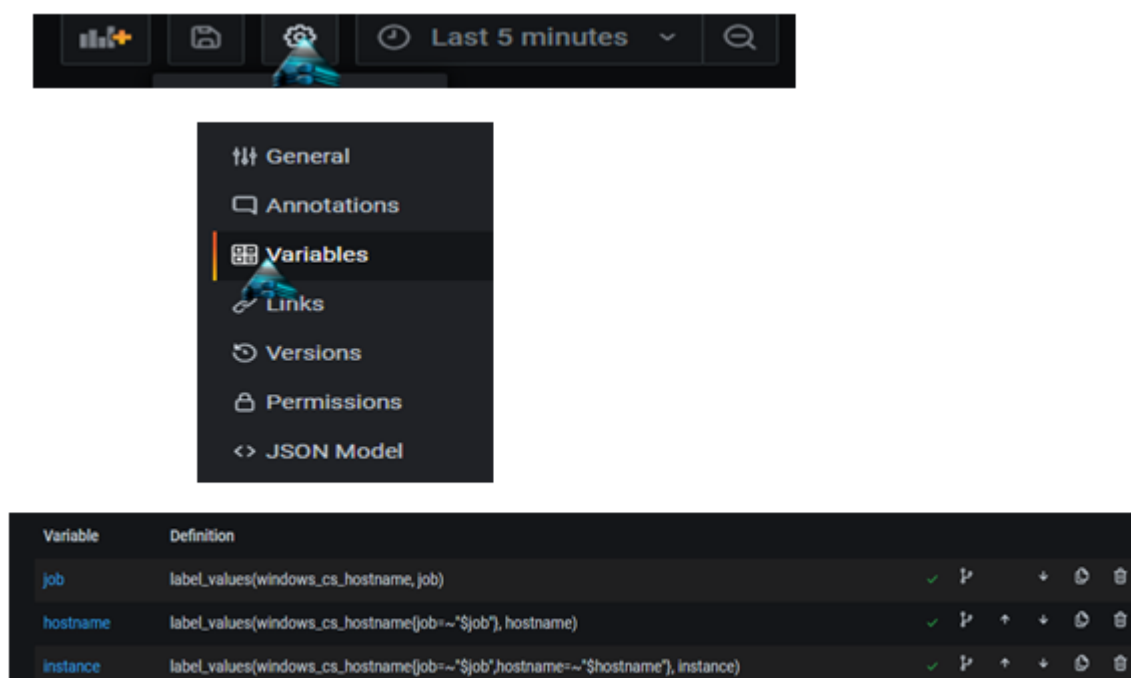 Last 5 minutes
General
Annotations
Variables
Links
Versions
Permissions
<> JSON Model
Variable Definition
job label_values(windows_cs_hostname, job)
hostname label_values(windows_cs_hostname{job=~"$job"}, hostname)
instance label_values(windows_cs_hostname{job=~"$job",hostname=~"$hostname"}, instance)